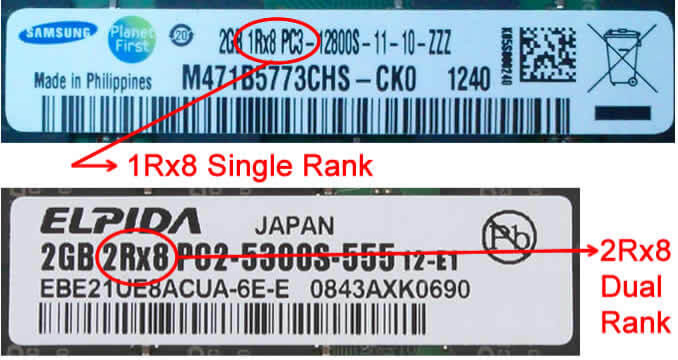 SAMSUNG
Planet First
20
2GB 1Rx8 PC3-12800S-11-10-ZZZ
Made in Philippines
M471B5773CHS-CK0 1240
1Rx8 Single Rank
ELPIDA JAPAN
Pb
2GB 2Rx8 PC2-5300S-555 12-E1
EBE21UE8ACUA-6E-E 0843AXK0690
2Rx8
Dual
Rank